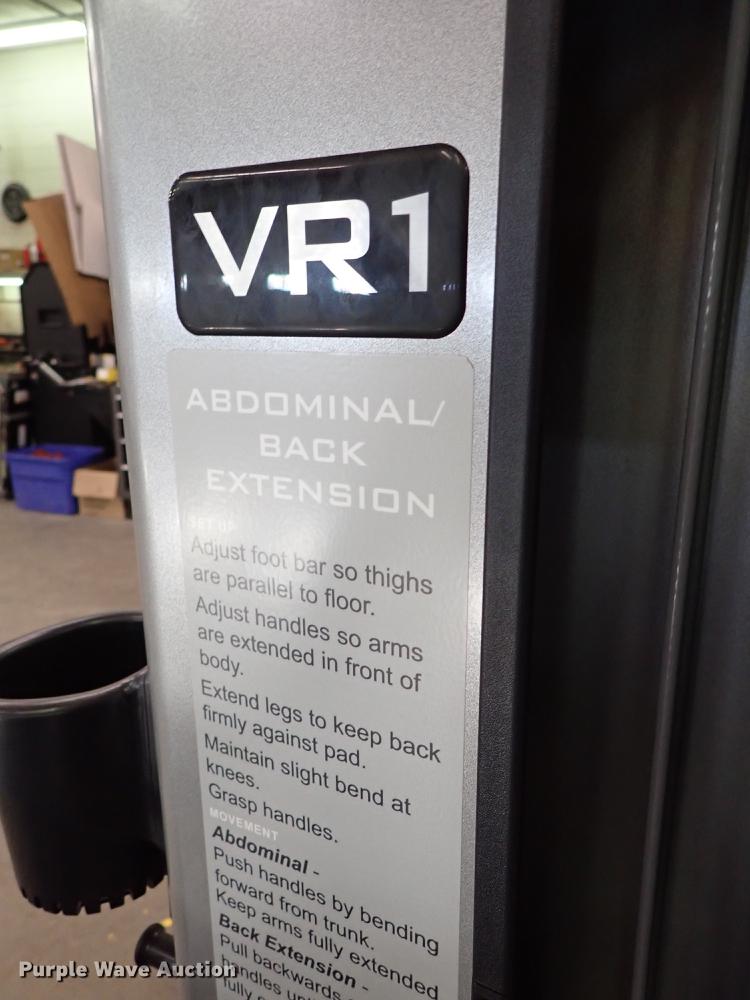 VR1
ABDOMINAL/
BACK
EXTENSION
SET UP
Adjust foot bar so thighs
are parallel to floor.
Adjust handles so arms
are extended in front of
body.
Extend legs to keep back
firmly against pad.
Maintain slight bend at
knees.
Grasp handles.
MOVEMENT
Abdominal -
Push handles by bending
forward from trunk.
Keep arms fully extended
Back Extension -
Pull backwards
handles
fully
Purple Wave Auction